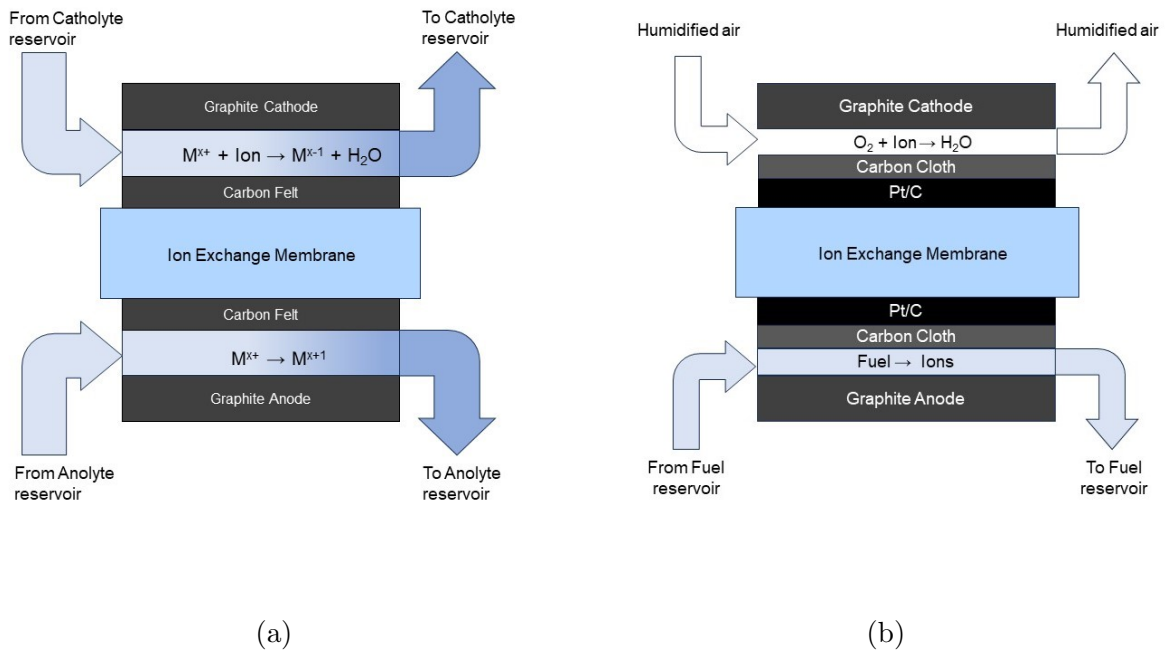 From Catholyte
reservoir
To Catholyte
reservoir
Graphite Cathode
Mˣ⁺ + Ion → Mˣ⁻¹ + H₂O
Carbon Felt
Ion Exchange Membrane
Carbon Felt
Mˣ⁺ → Mˣ⁺¹
Graphite Anode
From Anolyte
reservoir
To Anolyte
reservoir
(a)
Humidified air
Humidified air
Graphite Cathode
O₂ + Ion → H₂O
Carbon Cloth
Pt/C
Ion Exchange Membrane
Pt/C
Carbon Cloth
Fuel → Ions
Graphite Anode
From Fuel
reservoir
To Fuel
reservoir
(b)